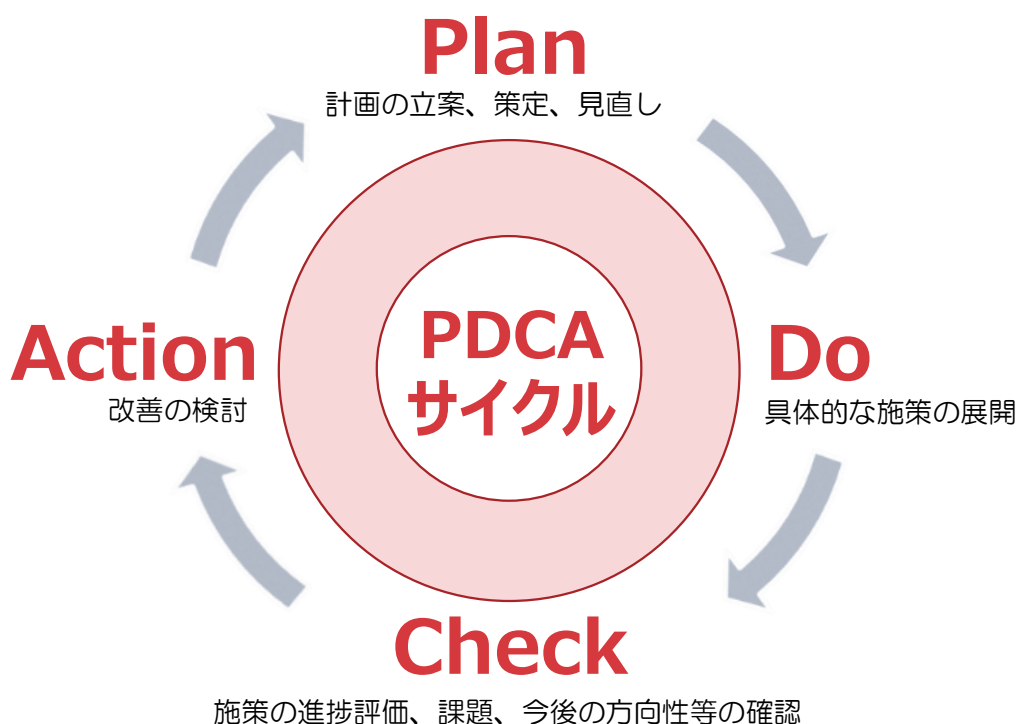 Plan
計画の立案、策定、見直し
PDCA
サイクル
Action
改善の検討
Do
具体的な施策の展開
Check
施策の進捗評価、課題、今後の方向性等の確認